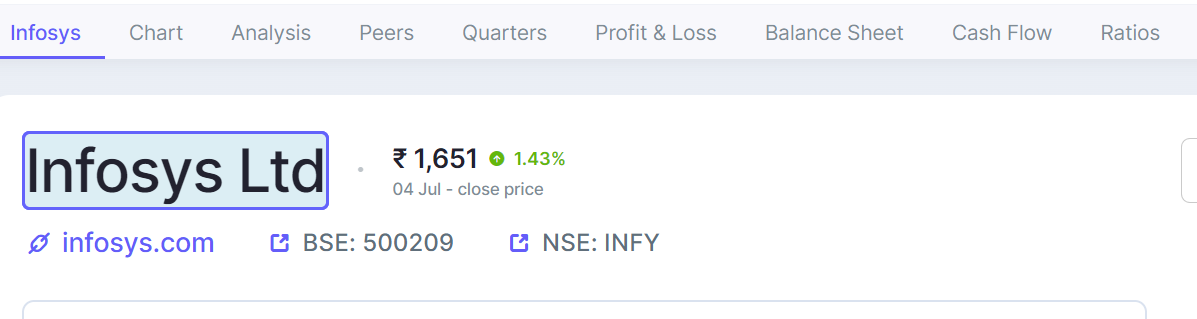 Infosys Chart Analysis Peers Quarters Profit & Loss Balance Sheet Cash Flow Ratios
Infosys Ltd
₹ 1,651 1.43%
04 Jul - close price
infosys.com BSE: 500209 NSE: INFY